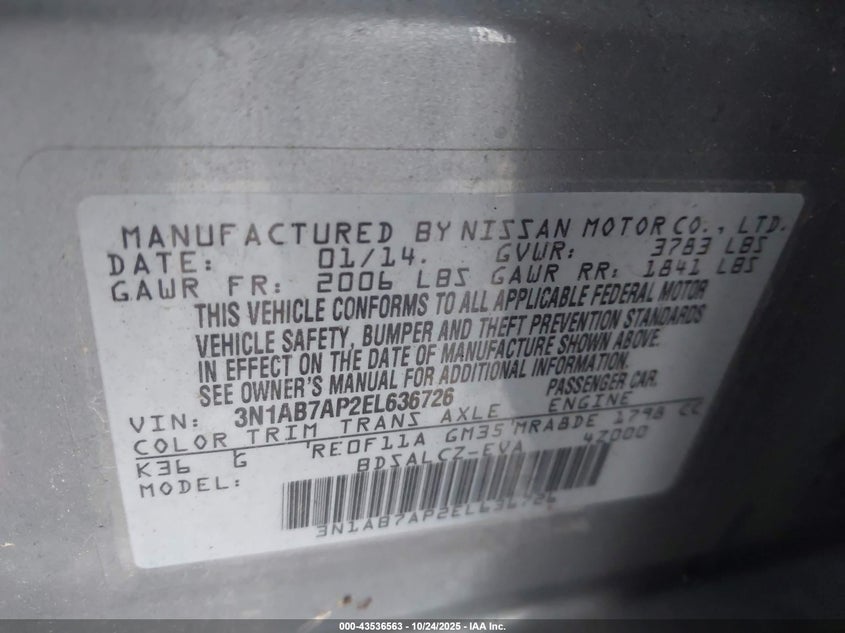 MANUFACTURED BY NISSAN MOTOR CO., LTD.
DATE: 01/14. GVWR: 3783 LBS
GAWR FR: 2006 LBS GAWR RR: 1841 LBS
THIS VEHICLE CONFORMS TO ALL APPLICABLE FEDERAL MOTOR
VEHICLE SAFETY, BUMPER AND THEFT PREVENTION STANDARDS
IN EFFECT ON THE DATE OF MANUFACTURE SHOWN ABOVE.
SEE OWNER'S MANUAL FOR ADDITIONAL INFORMATION.
VIN: 3N1AB7AP2EL636726 PASSENGER CAR.
COLOR TRIM TRANS AXLE ENGINE
K36 G RE0F11A GM35 MRA8DE 1798 CC
MODEL: BDSALCZ-EVA 4Z000
3N1AB7AP2EL636726
000-43536563 - 10/24/2025 - IAA Inc.